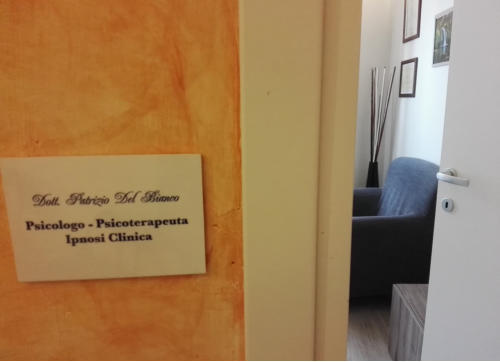 Dott. Patrizio Del Bianco
Psicologo - Psicoterapeuta
Ipnosi Clinica